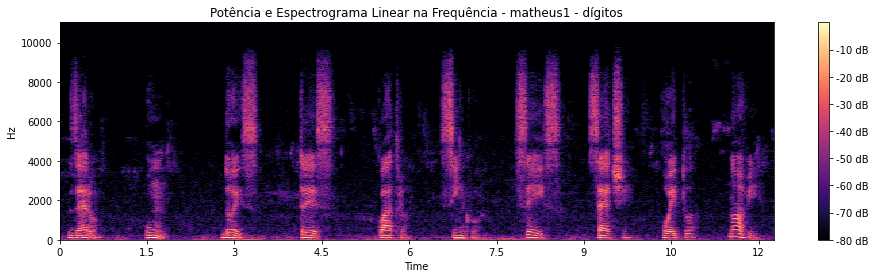 Potência e Espectrograma Linear na Frequência - matheus1 - dígitos
10000
8000
6000
4000
2000
0
Hz
0 1.5 3 4.5 6 7.5 9 10 12
Time
-10 dB
-20 dB
-30 dB
-40 dB
-50 dB
-60 dB
-70 dB
-80 dB